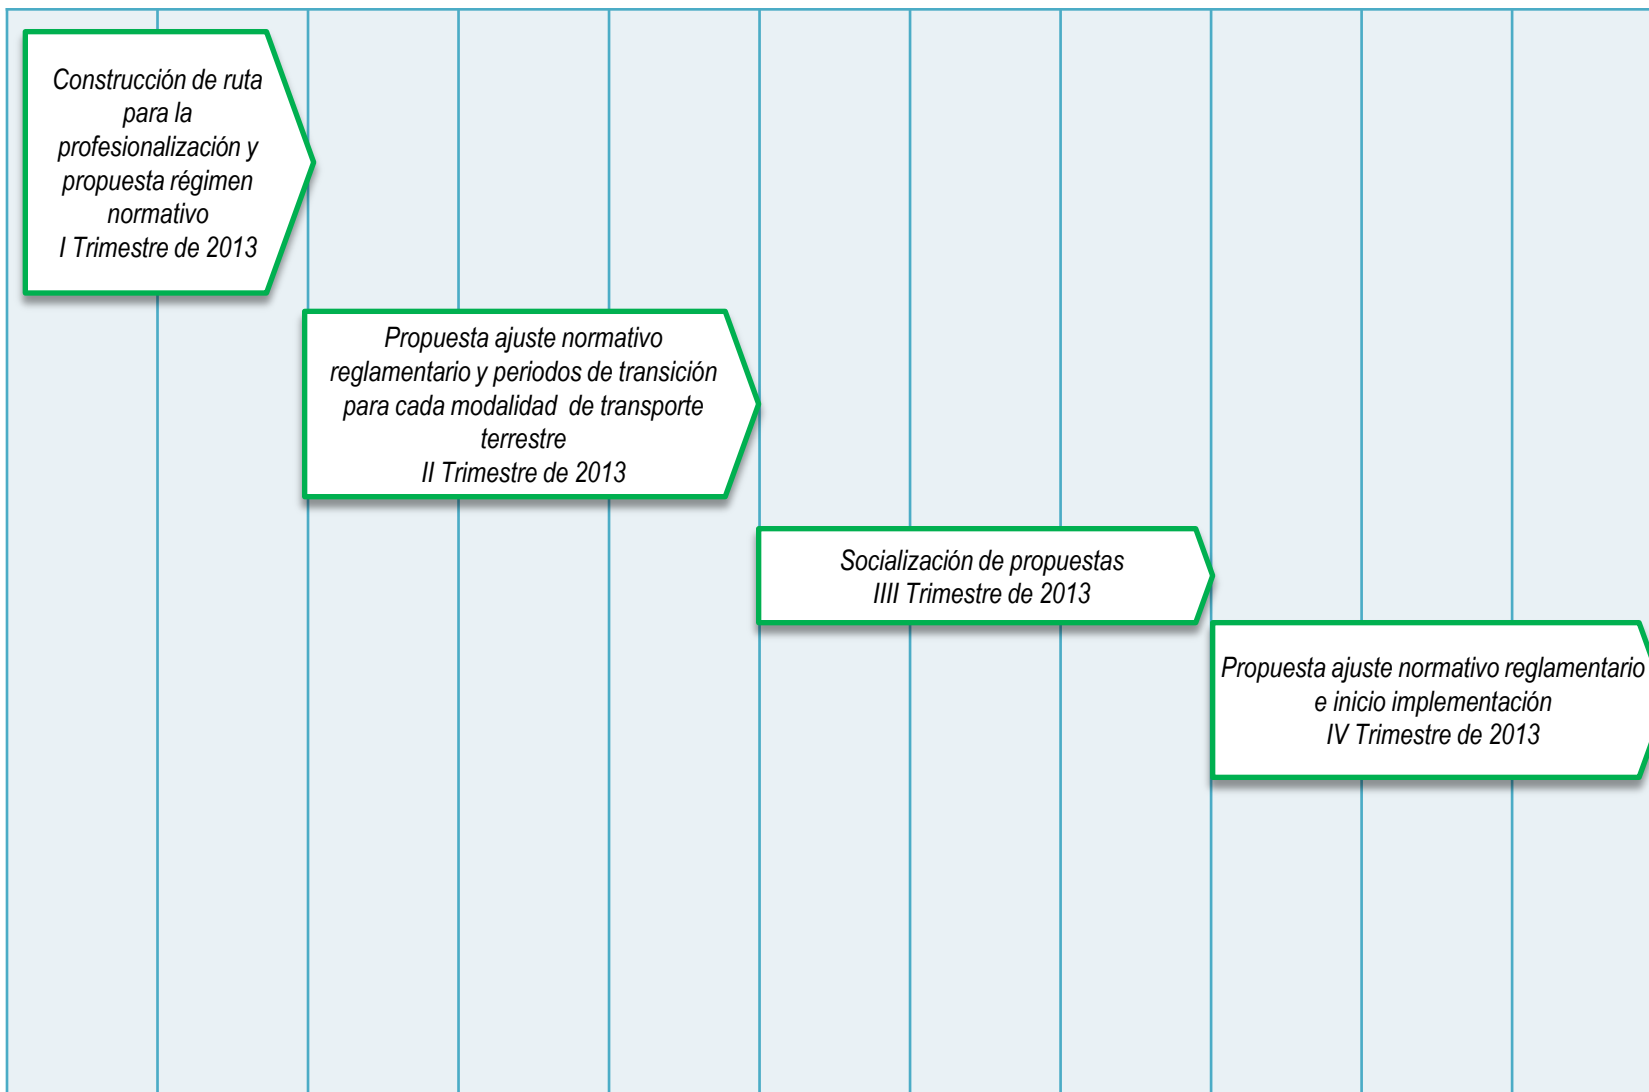 Construcción de ruta
para la
profesionalización y
propuesta régimen
normativo
I Trimestre de 2013
Propuesta ajuste normativo
reglamentario y periodos de transición
para cada modalidad de transporte
terrestre
II Trimestre de 2013
Socialización de propuestas
IIII Trimestre de 2013
Propuesta ajuste normativo reglamentario
e inicio implementación
IV Trimestre de 2013